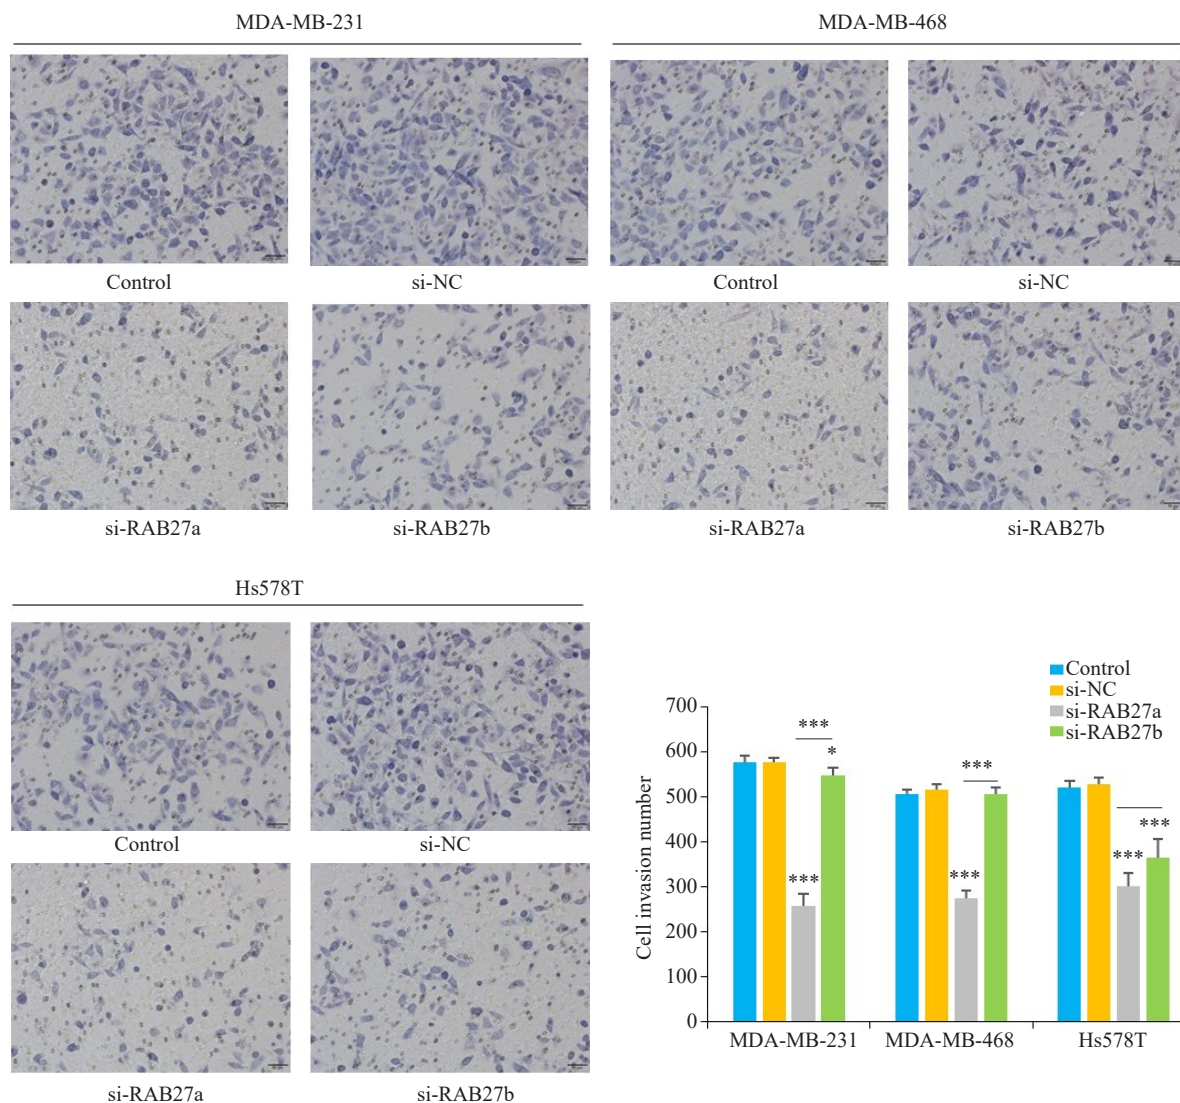 MDA-MB-231
MDA-MB-468
Control
si-NC
Control
si-NC
si-RAB27a
si-RAB27b
si-RAB27a
si-RAB27b
Hs578T
Control
si-NC
si-RAB27a
si-RAB27b
Control
si-NC
si-RAB27a
si-RAB27b
Cell invasion number
700
600
500
400
300
200
100
0
***
*
***
***
***
***
***
MDA-MB-231
MDA-MB-468
Hs578T